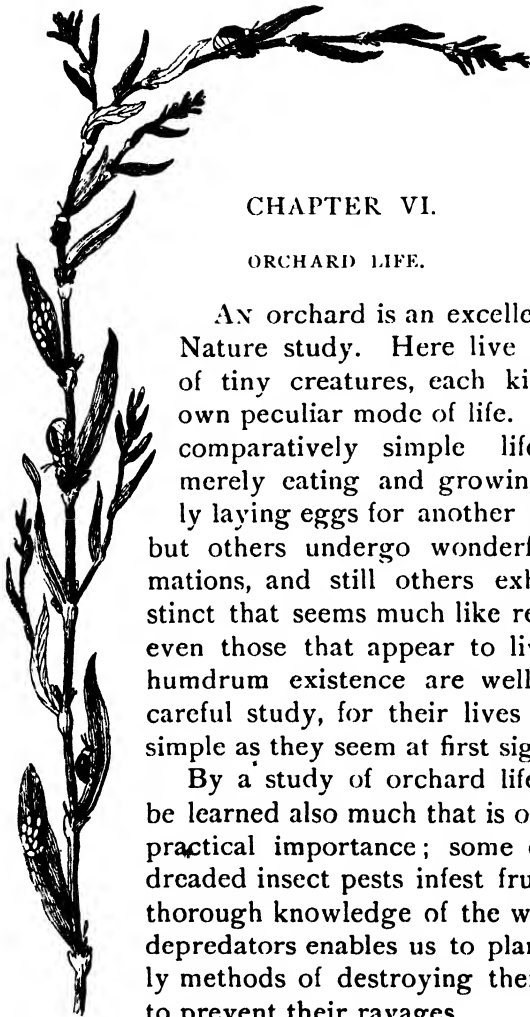 CHAPTER VI.
ORCHARD LIFE.
AN orchard is an excelle
Nature study. Here live
of tiny creatures, each ki
own peculiar mode of life.
comparatively simple life
merely eating and growin
ly laying eggs for another
but others undergo wonderf
mations, and still others exh
stinct that seems much like re
even those that appear to li
humdrum existence are well
careful study, for their lives
simple as they seem at first sig
By a study of orchard life
be learned also much that is o
practical importance; some
dreaded insect pests infest fru
thorough knowledge of the w
depredators enables us to plan
ly methods of destroying the
to prevent their ravages